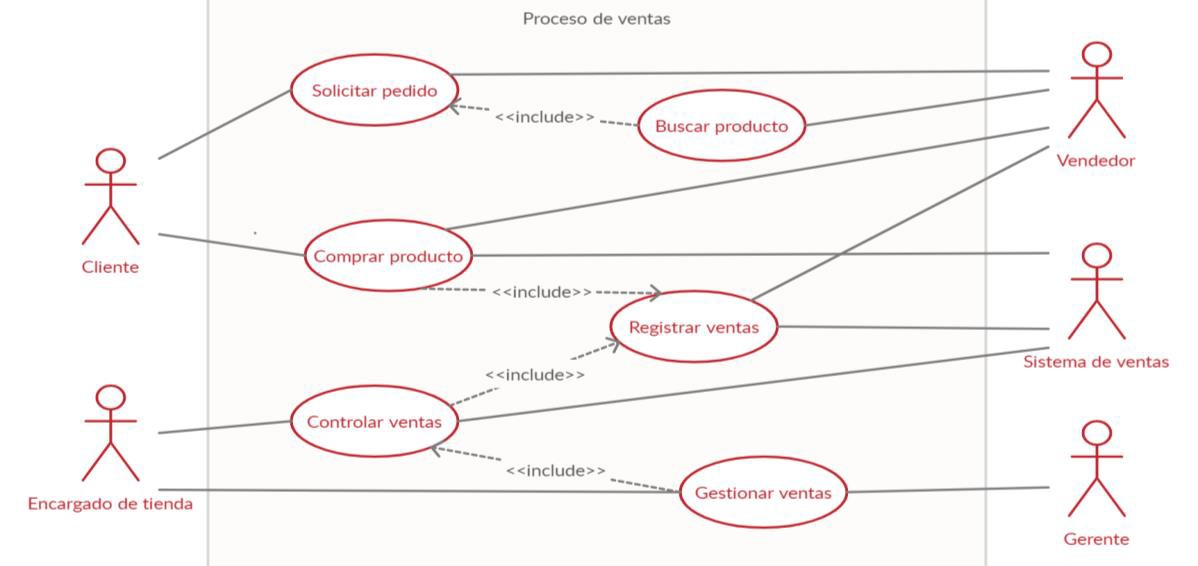 Proceso de ventas
Solicitar pedido
<<include>>
Buscar producto
Vendedor
Cliente
Comprar producto
<<include>>
Registrar ventas
Sistema de ventas
<<include>>
Controlar ventas
<<include>>
Encargado de tienda
Gestionar ventas
Gerente